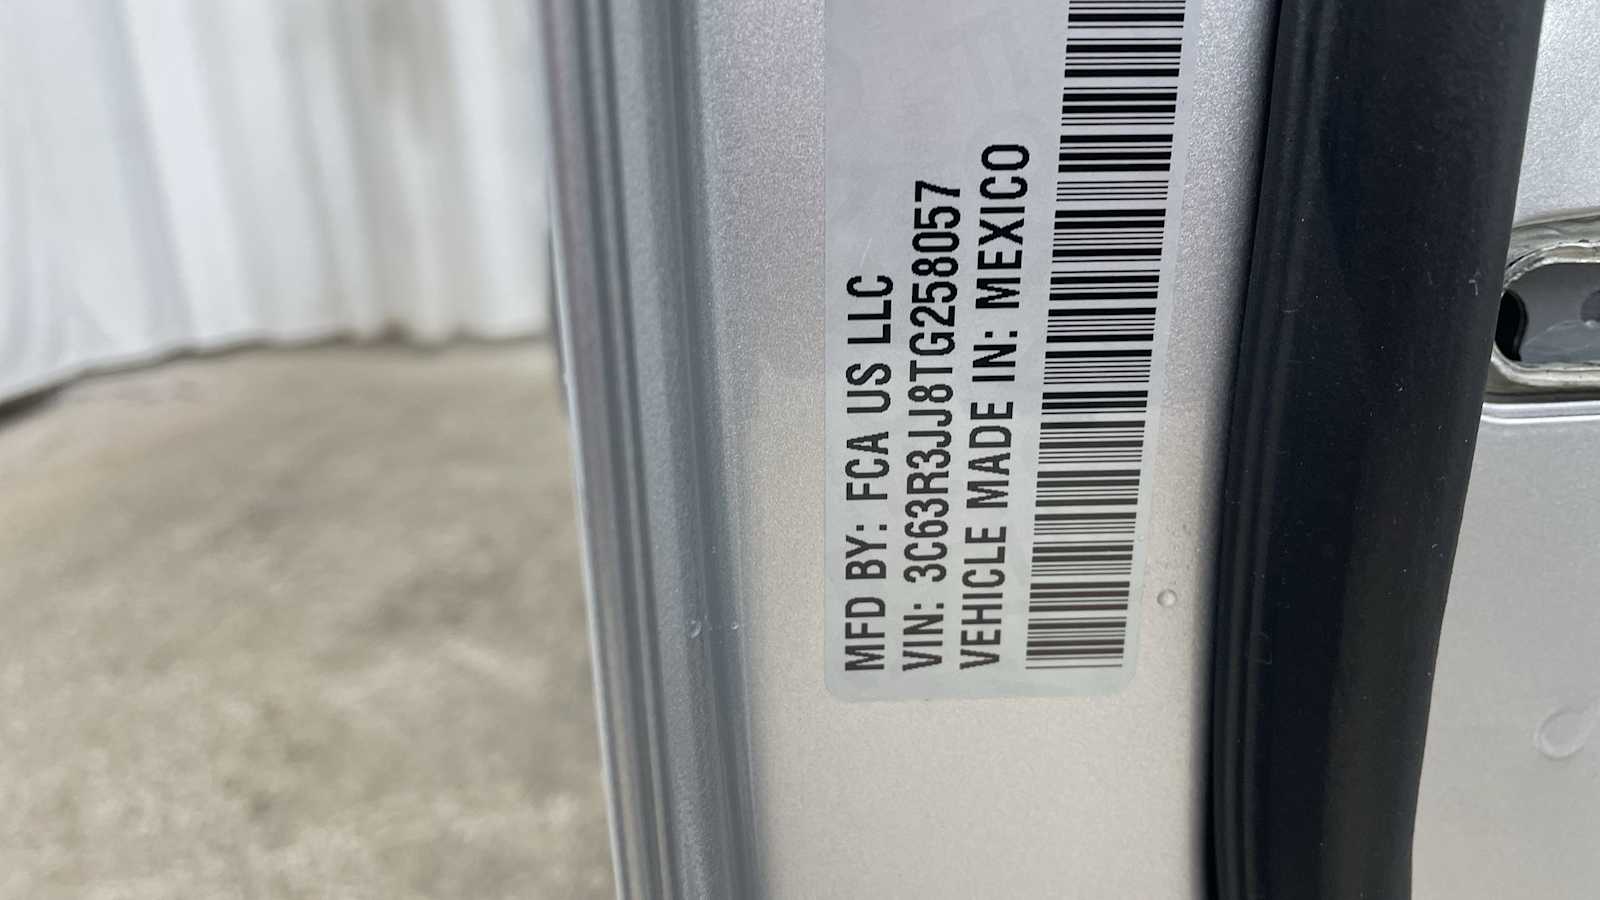 MFD BY: FCA US LLC
VIN: 3C63R3JJ8TG258057
VEHICLE MADE IN: MEXICO